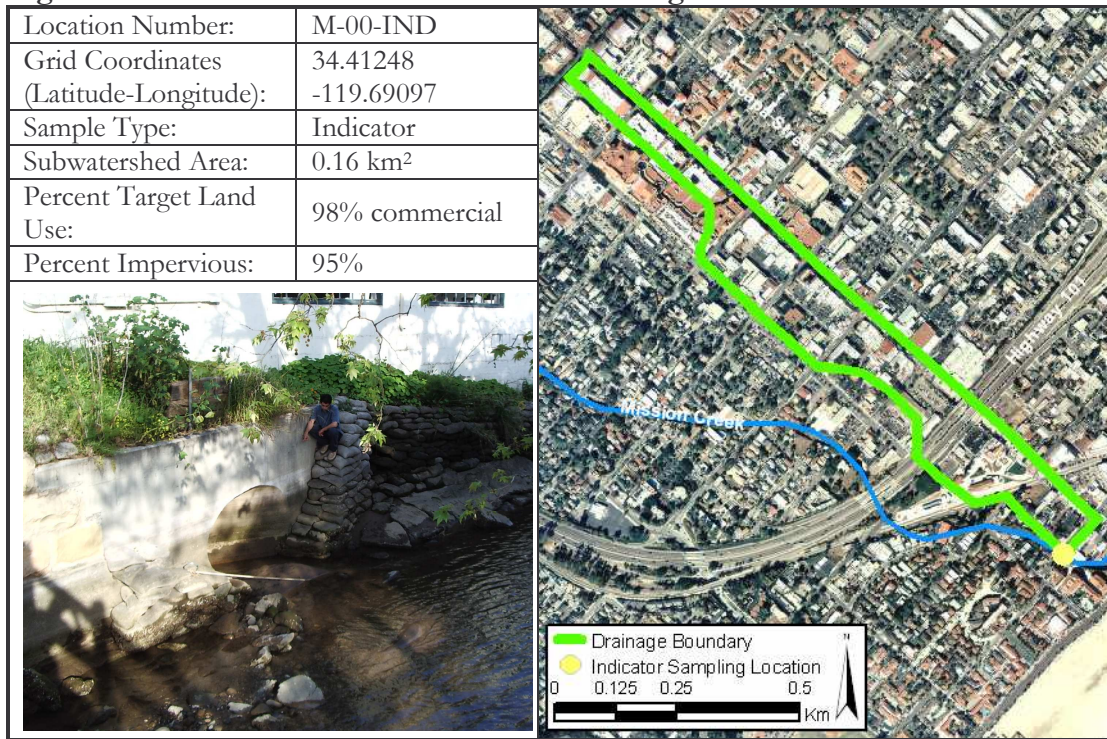 Location Number: M-00-IND
Grid Coordinates 34.41248
(Latitude-Longitude): -119.69097
Sample Type: Indicator
Subwatershed Area: 0.16 km²
Percent Target Land
Use: 98% commercial
Percent Impervious: 95%
Highway 101
Mission Creek
Drainage Boundary
Indicator Sampling Location
0 0.125 0.25 0.5
Km
N